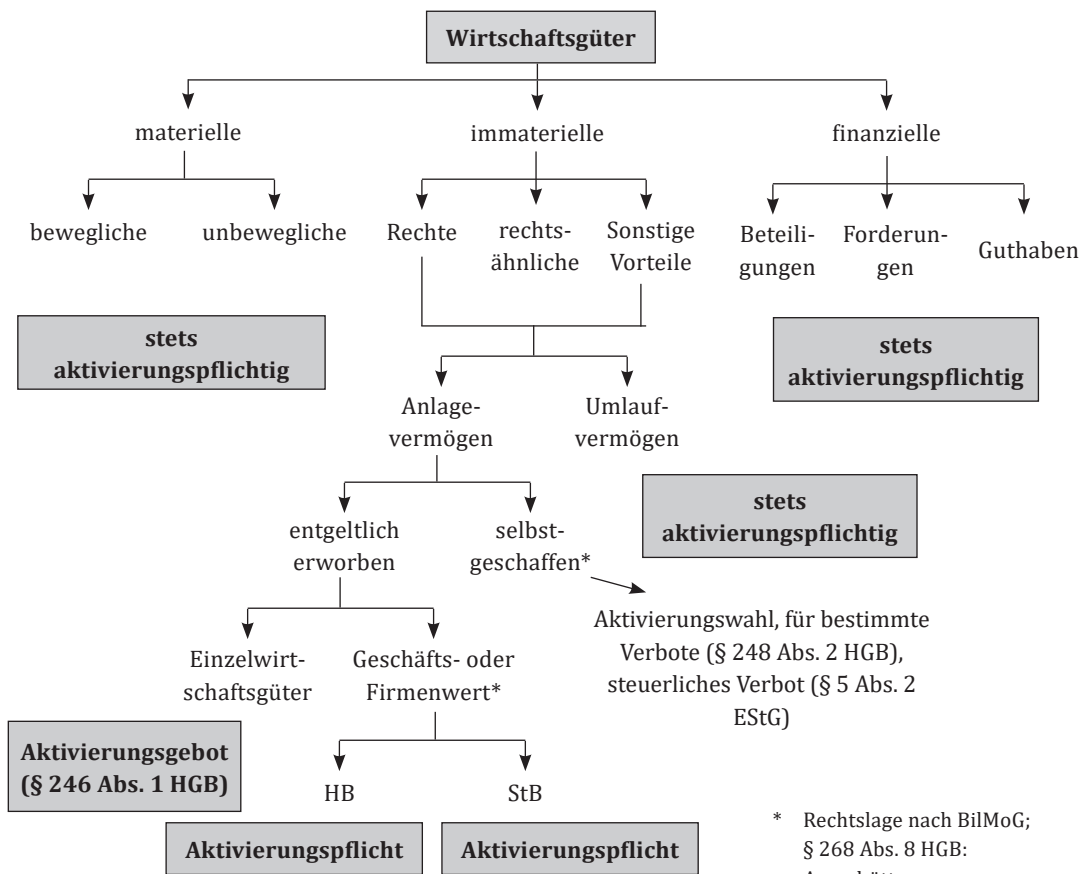 Wirtschaftsgüter
materielle
immaterielle
finanzielle
bewegliche
unbewegliche
Rechte
rechts-
ähnliche
Sonstige
Vorteile
Beteili-
gungen
Forderun-
gen
Guthaben
stets
aktivierungspflichtig
stets
aktivierungspflichtig
Anlage-
vermögen
Umlauf-
vermögen
stets
aktivierungspflichtig
entgeltlich
erworben
selbst-
geschaffen*
Aktivierungswahl, für bestimmte
Verbote (§ 248 Abs. 2 HGB),
steuerliches Verbot (§ 5 Abs. 2
EStG)
Einzelwirt-
schaftsgüter
Geschäfts- oder
Firmenwert*
Aktivierungsgebot
(§ 246 Abs. 1 HGB)
HB
StB
Aktivierungspflicht
Aktivierungspflicht
* Rechtslage nach BilMoG;
§ 268 Abs. 8 HGB: